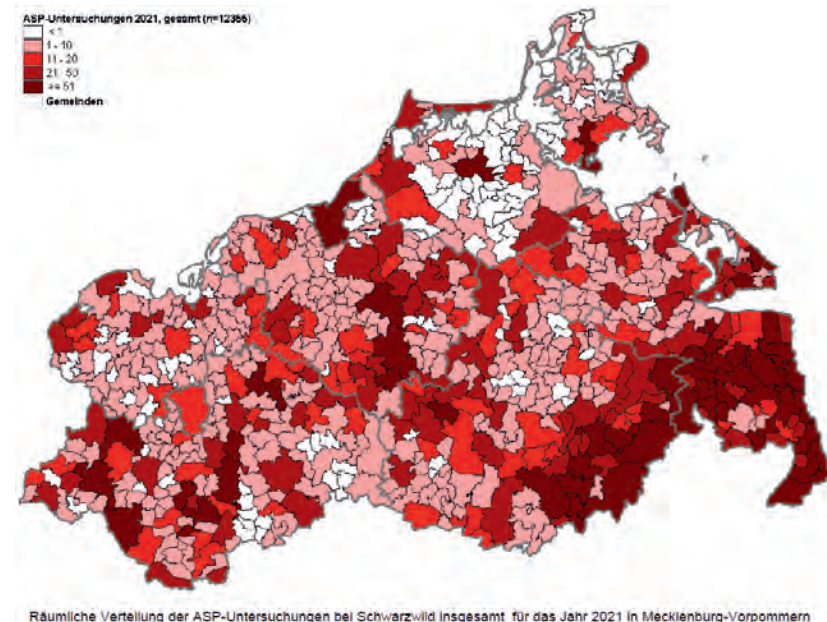 ASP-Untersuchungen 2021, gesamt (n=12355)
< 1
1 - 10
11 - 20
21 - 50
>= 51
Gemeinden
Räumliche Verteilung der ASP-Untersuchungen bei Schwarzwild insgesamt für das Jahr 2021 in Mecklenburg-Vorpommern